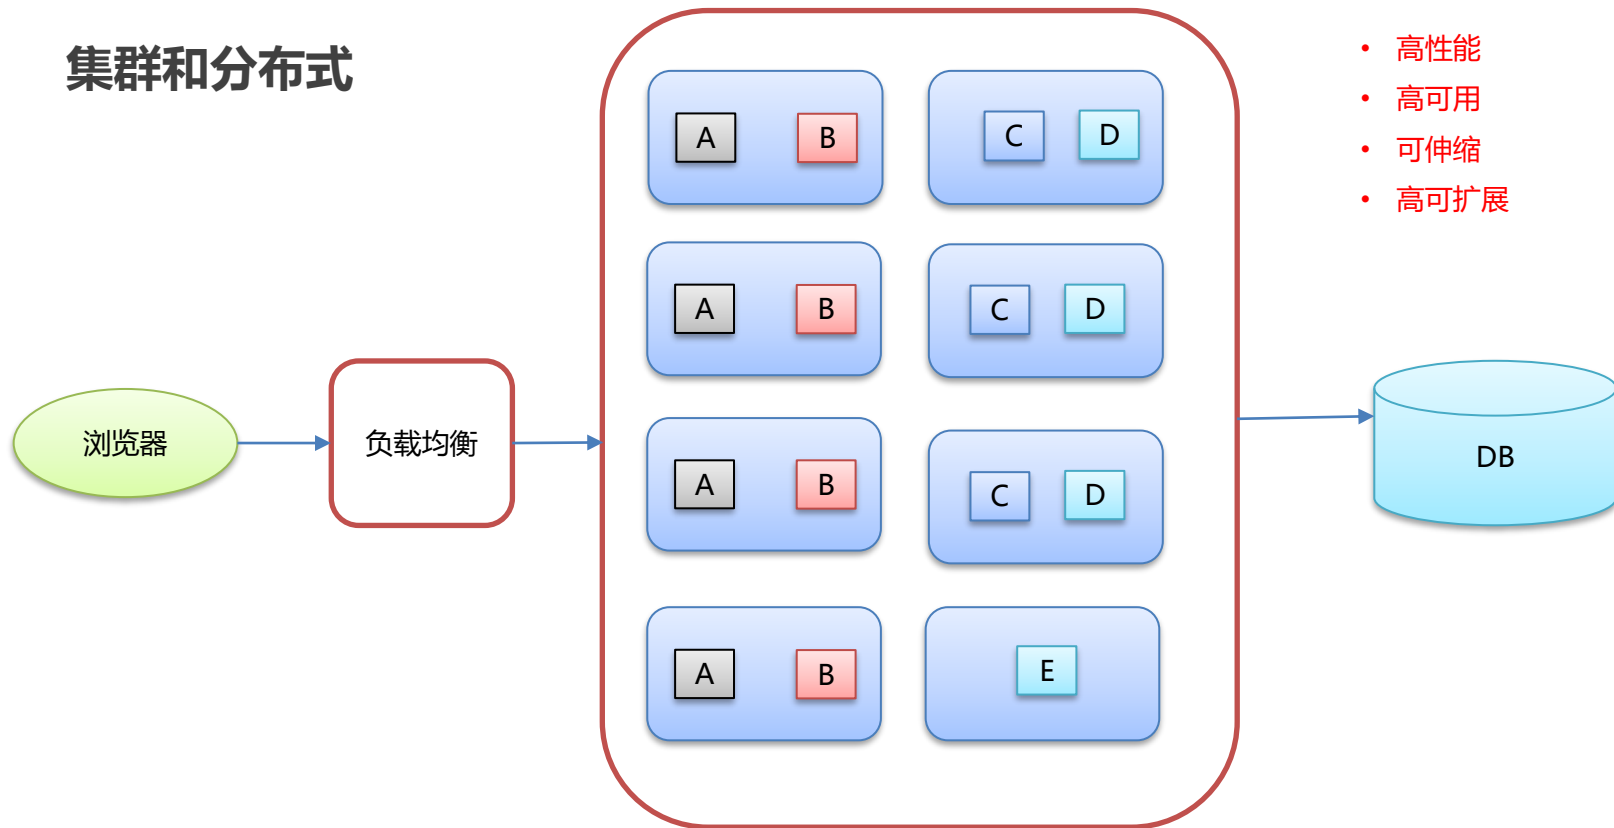 集群和分布式
• 高性能
• 高可用
• 可伸缩
• 高可扩展
A B C D
A B C D
浏览器
负载均衡
A B C D
DB
A B E